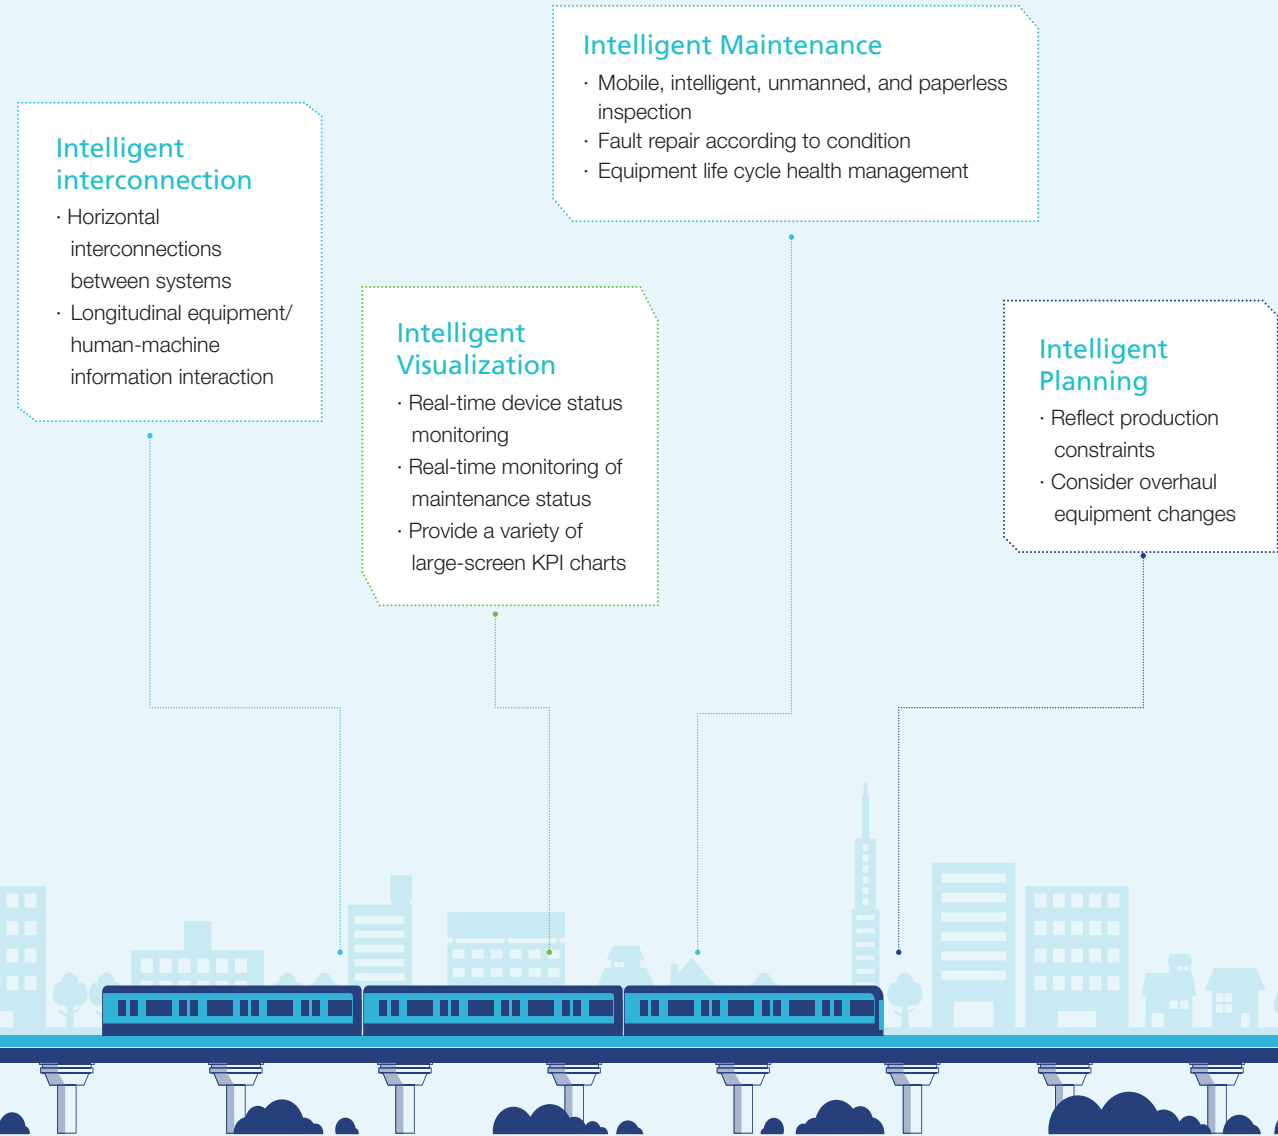 Intelligent Maintenance
· Mobile, intelligent, unmanned, and paperless
inspection
· Fault repair according to condition
· Equipment life cycle health management
Intelligent
interconnection
· Horizontal
interconnections
between systems
· Longitudinal equipment/
human-machine
information interaction
Intelligent
Visualization
· Real-time device status
monitoring
· Real-time monitoring of
maintenance status
· Provide a variety of
large-screen KPI charts
Intelligent
Planning
· Reflect production
constraints
· Consider overhaul
equipment changes